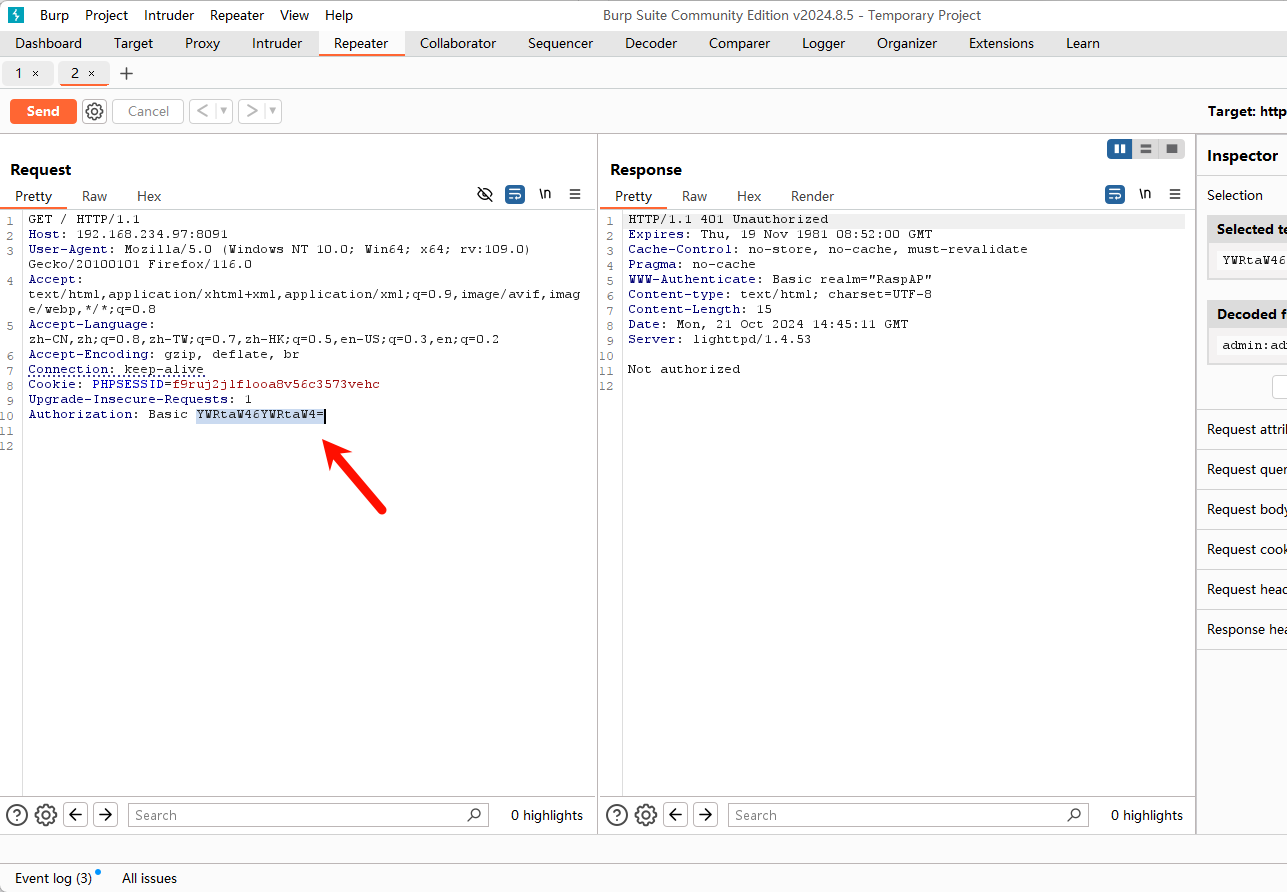 Burp Project Intruder Repeater View Help Burp Suite Community Edition v2024.8.5 - Temporary Project
Dashboard Target Proxy Intruder Repeater Collaborator Sequencer Decoder Comparer Logger Organizer Extensions Learn
1 × 2 × +
Send Cancel < > Target: http
Request
Pretty Raw Hex \n
1 GET / HTTP/1.1
2 Host: 192.168.234.97:8091
3 User-Agent: Mozilla/5.0 (Windows NT 10.0; Win64; x64; rv:109.0)
Gecko/20100101 Firefox/116.0
4 Accept:
text/html,application/xhtml+xml,application/xml;q=0.9,image/avif,imag
e/webp,*/*;q=0.8
5 Accept-Language:
zh-CN,zh;q=0.8,zh-TW;q=0.7,zh-HK;q=0.5,en-US;q=0.3,en;q=0.2
6 Accept-Encoding: gzip, deflate, br
7 Connection: keep-alive
8 Cookie: PHPSESSID=f9ruj2jlflooa8v56c3573vehc
9 Upgrade-Insecure-Requests: 1
10 Authorization: Basic YWRtaW46YWRtaW4=
11
12
Search 0 highlights
Response
Pretty Raw Hex Render \n
1 HTTP/1.1 401 Unauthorized
2 Expires: Thu, 19 Nov 1981 08:52:00 GMT
3 Cache-Control: no-store, no-cache, must-revalidate
4 Pragma: no-cache
5 WWW-Authenticate: Basic realm="RaspAP"
6 Content-type: text/html; charset=UTF-8
7 Content-Length: 15
8 Date: Mon, 21 Oct 2024 14:45:11 GMT
9 Server: lighttpd/1.4.53
10
11 Not authorized
12
Search 0 highlights
Inspector
Selection
Selected te
YWRtaW46
Decoded f
admin:ad
Request attri
Request quer
Request body
Request cook
Request head
Response hea
Event log (3) All issues